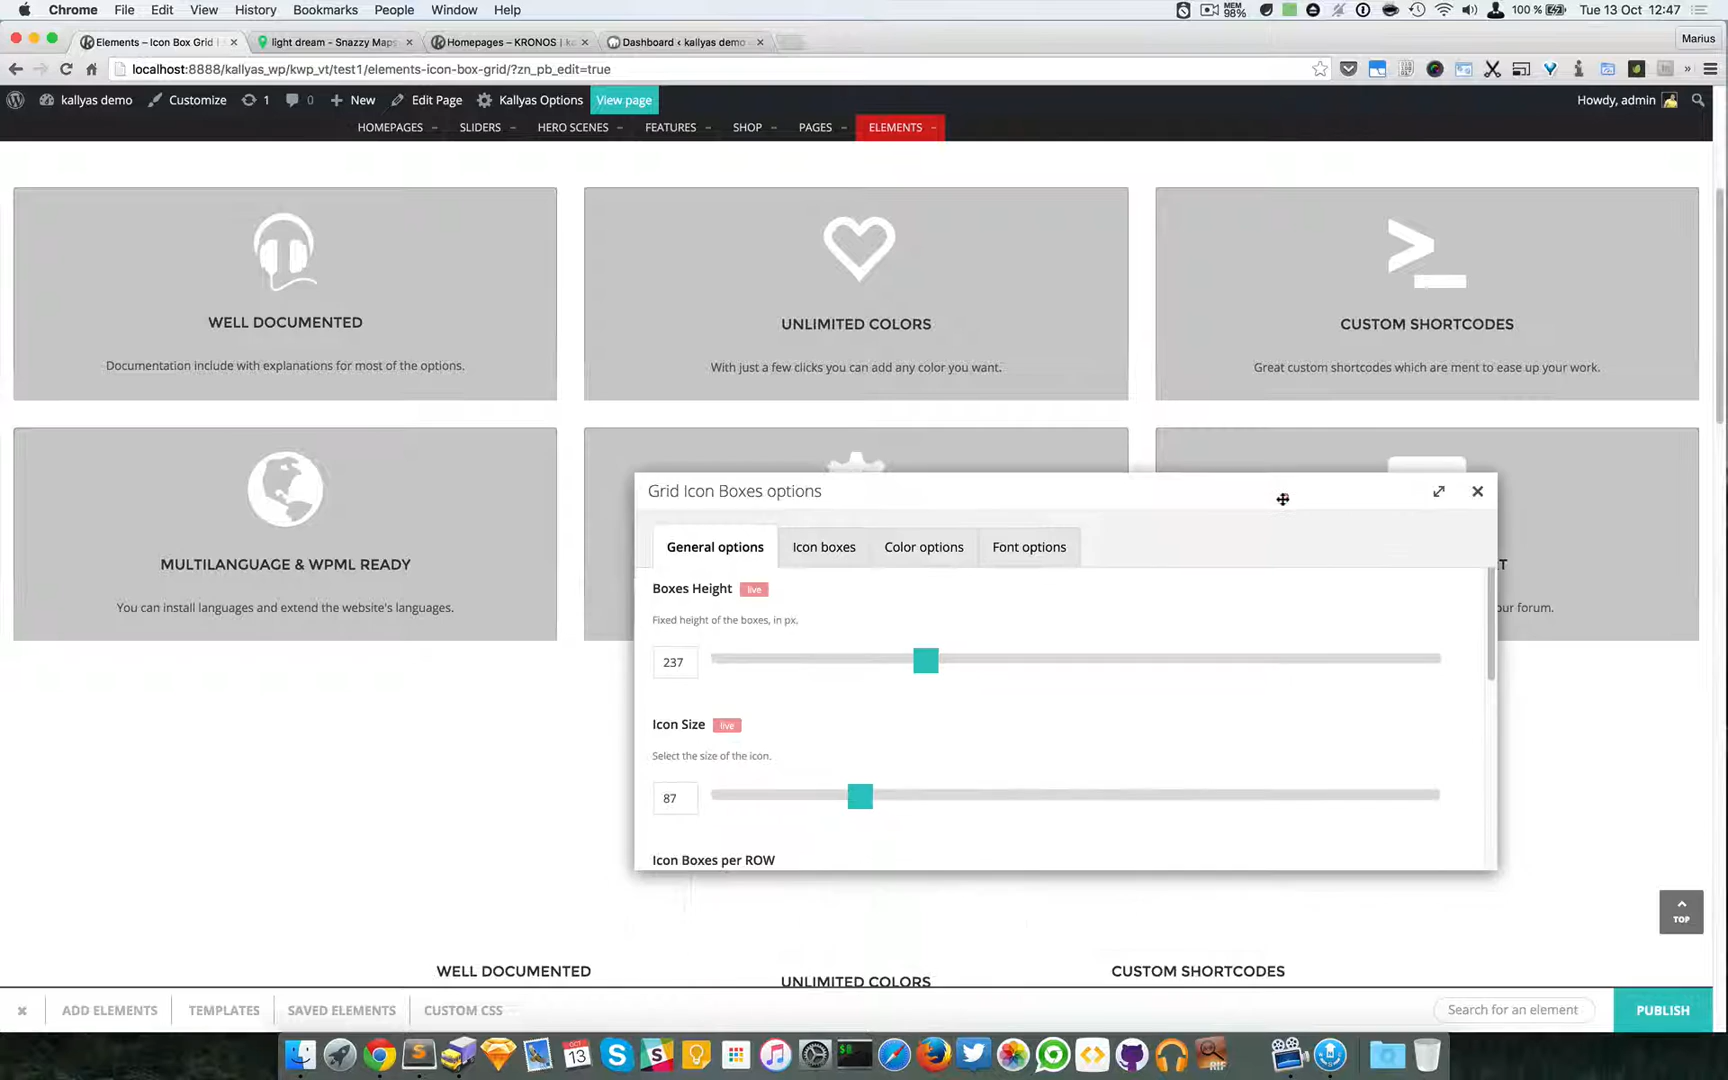 Chrome File Edit View History Bookmarks People Window Help MEM 98% 100 % Tue 13 Oct 12:47
Elements – Icon Box Grid | light dream - Snazzy Maps Homepages – KRONOS | k Dashboard ‹ kallyas demo Marius
localhost:8888/kallyas_wp/kwp_vt/test1/elements-icon-box-grid/?zn_pb_edit=true
kallyas demo Customize 1 0 New Edit Page Kallyas Options View page Howdy, admin
HOMEPAGES SLIDERS HERO SCENES FEATURES SHOP PAGES ELEMENTS
WELL DOCUMENTED UNLIMITED COLORS CUSTOM SHORTCODES
Documentation include with explanations for most of the options. With just a few clicks you can add any color you want. Great custom shortcodes which are ment to ease up your work.
Grid Icon Boxes options
General options Icon boxes Color options Font options
MULTILANGUAGE & WPML READY T
Boxes Height live
You can install languages and extend the website's languages. our forum.
Fixed height of the boxes, in px.
237
Icon Size live
Select the size of the icon.
87
Icon Boxes per ROW
TOP
WELL DOCUMENTED UNLIMITED COLORS CUSTOM SHORTCODES
ADD ELEMENTS TEMPLATES SAVED ELEMENTS CUSTOM CSS Search for an element PUBLISH
OCT 13 RIF